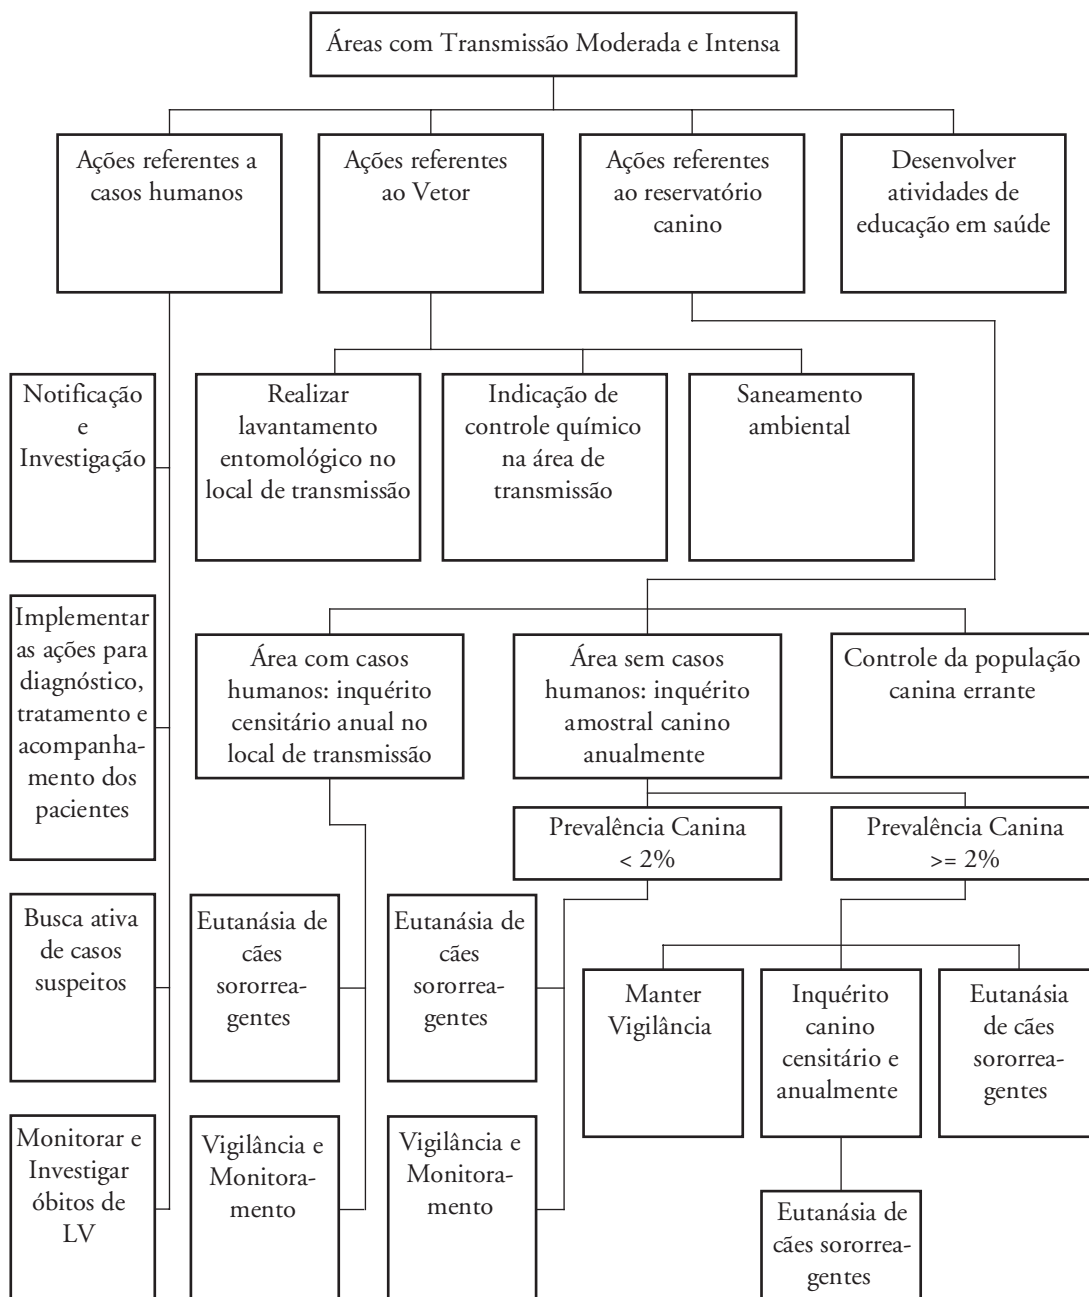 Áreas com Transmissão Moderada e Intensa
Ações referentes a
casos humanos
Ações referentes
ao Vetor
Ações referentes
ao reservatório
canino
Desenvolver
atividades de
educação em saúde
Notificação
e
Investigação
Realizar
lavantamento
entomológico no
local de transmissão
Indicação de
controle químico
na área de
transmissão
Saneamento
ambiental
Implementar
as ações para
diagnóstico,
tratamento e
acompanha-
mento dos
pacientes
Área com casos
humanos: inquérito
censitário anual no
local de transmissão
Área sem casos
humanos: inquérito
amostral canino
anualmente
Controle da população
canina errante
Prevalência Canina
< 2%
Prevalência Canina
>= 2%
Busca ativa
de casos
suspeitos
Eutanásia de
cães
sororrea-
gentes
Eutanásia de
cães
sororrea-
gentes
Manter
Vigilância
Inquérito
canino
censitário e
anualmente
Eutanásia
de cães
sororrea-
gentes
Monitorar e
Investigar
óbitos de
LV
Vigilância e
Monitora-
mento
Vigilância e
Monitora-
mento
Eutanásia de
cães sororrea-
gentes